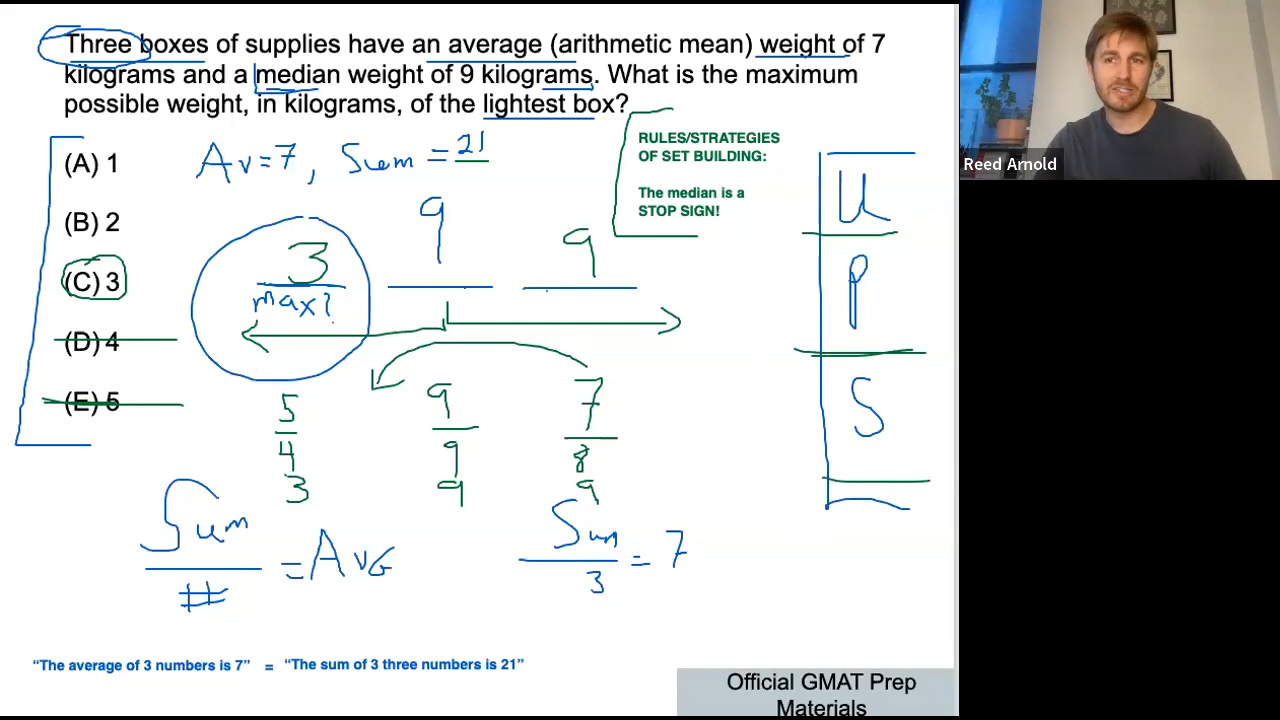 Three boxes of supplies have an average (arithmetic mean) weight of 7
kilograms and a median weight of 9 kilograms. What is the maximum
possible weight, in kilograms, of the lightest box?
RULES/STRATEGIES
OF SET BUILDING:
The median is a
STOP SIGN!
Reed Arnold
(A) 1
(B) 2
(C) 3
(D) 4
(E) 5
Av=7, Sum = 21
3 9 9
max?
5 9 7
4 9 8
3 9 9
U
P
S
Sum
# = AVG
Sum
3 = 7
“The average of 3 numbers is 7” = “The sum of 3 three numbers is 21”
Official GMAT Prep
Materials